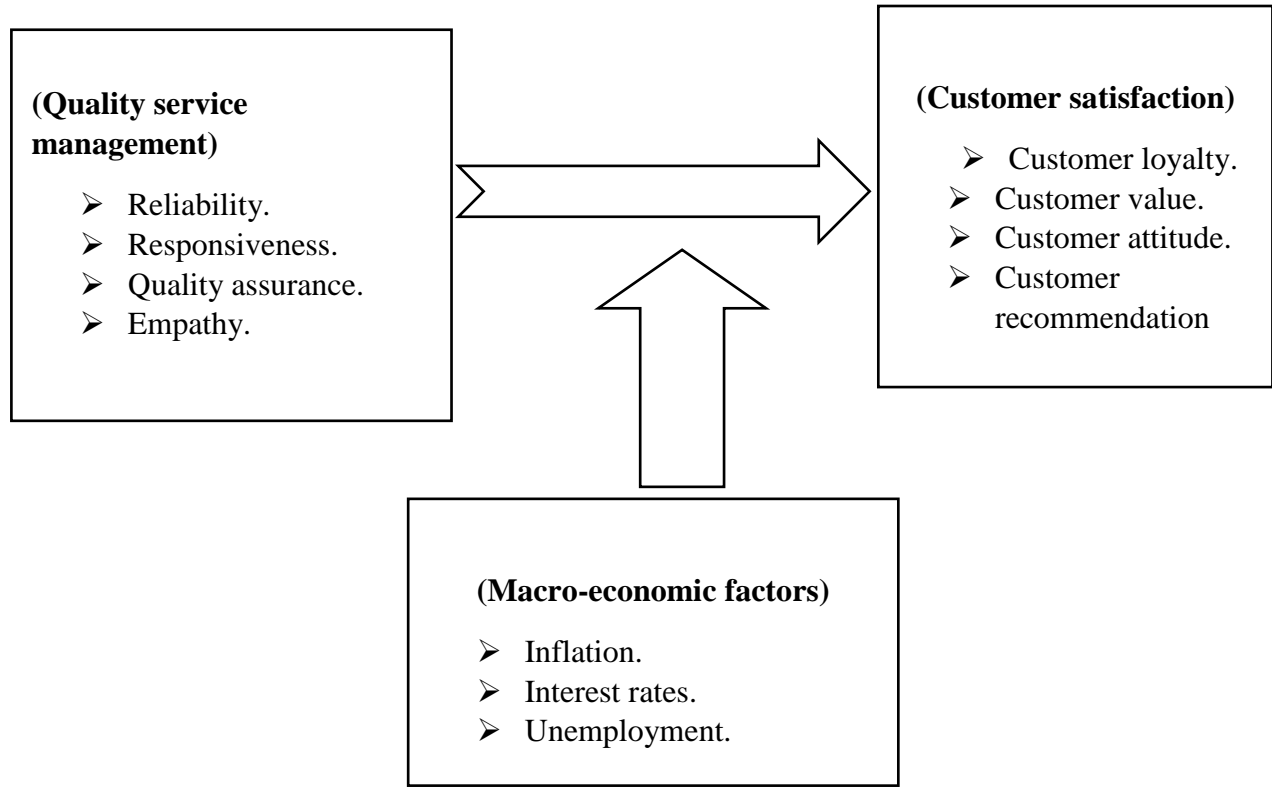 (Quality service
management)
➢ Reliability.
➢ Responsiveness.
➢ Quality assurance.
➢ Empathy.
(Customer satisfaction)
➢ Customer loyalty.
➢ Customer value.
➢ Customer attitude.
➢ Customer
recommendation
(Macro-economic factors)
➢ Inflation.
➢ Interest rates.
➢ Unemployment.